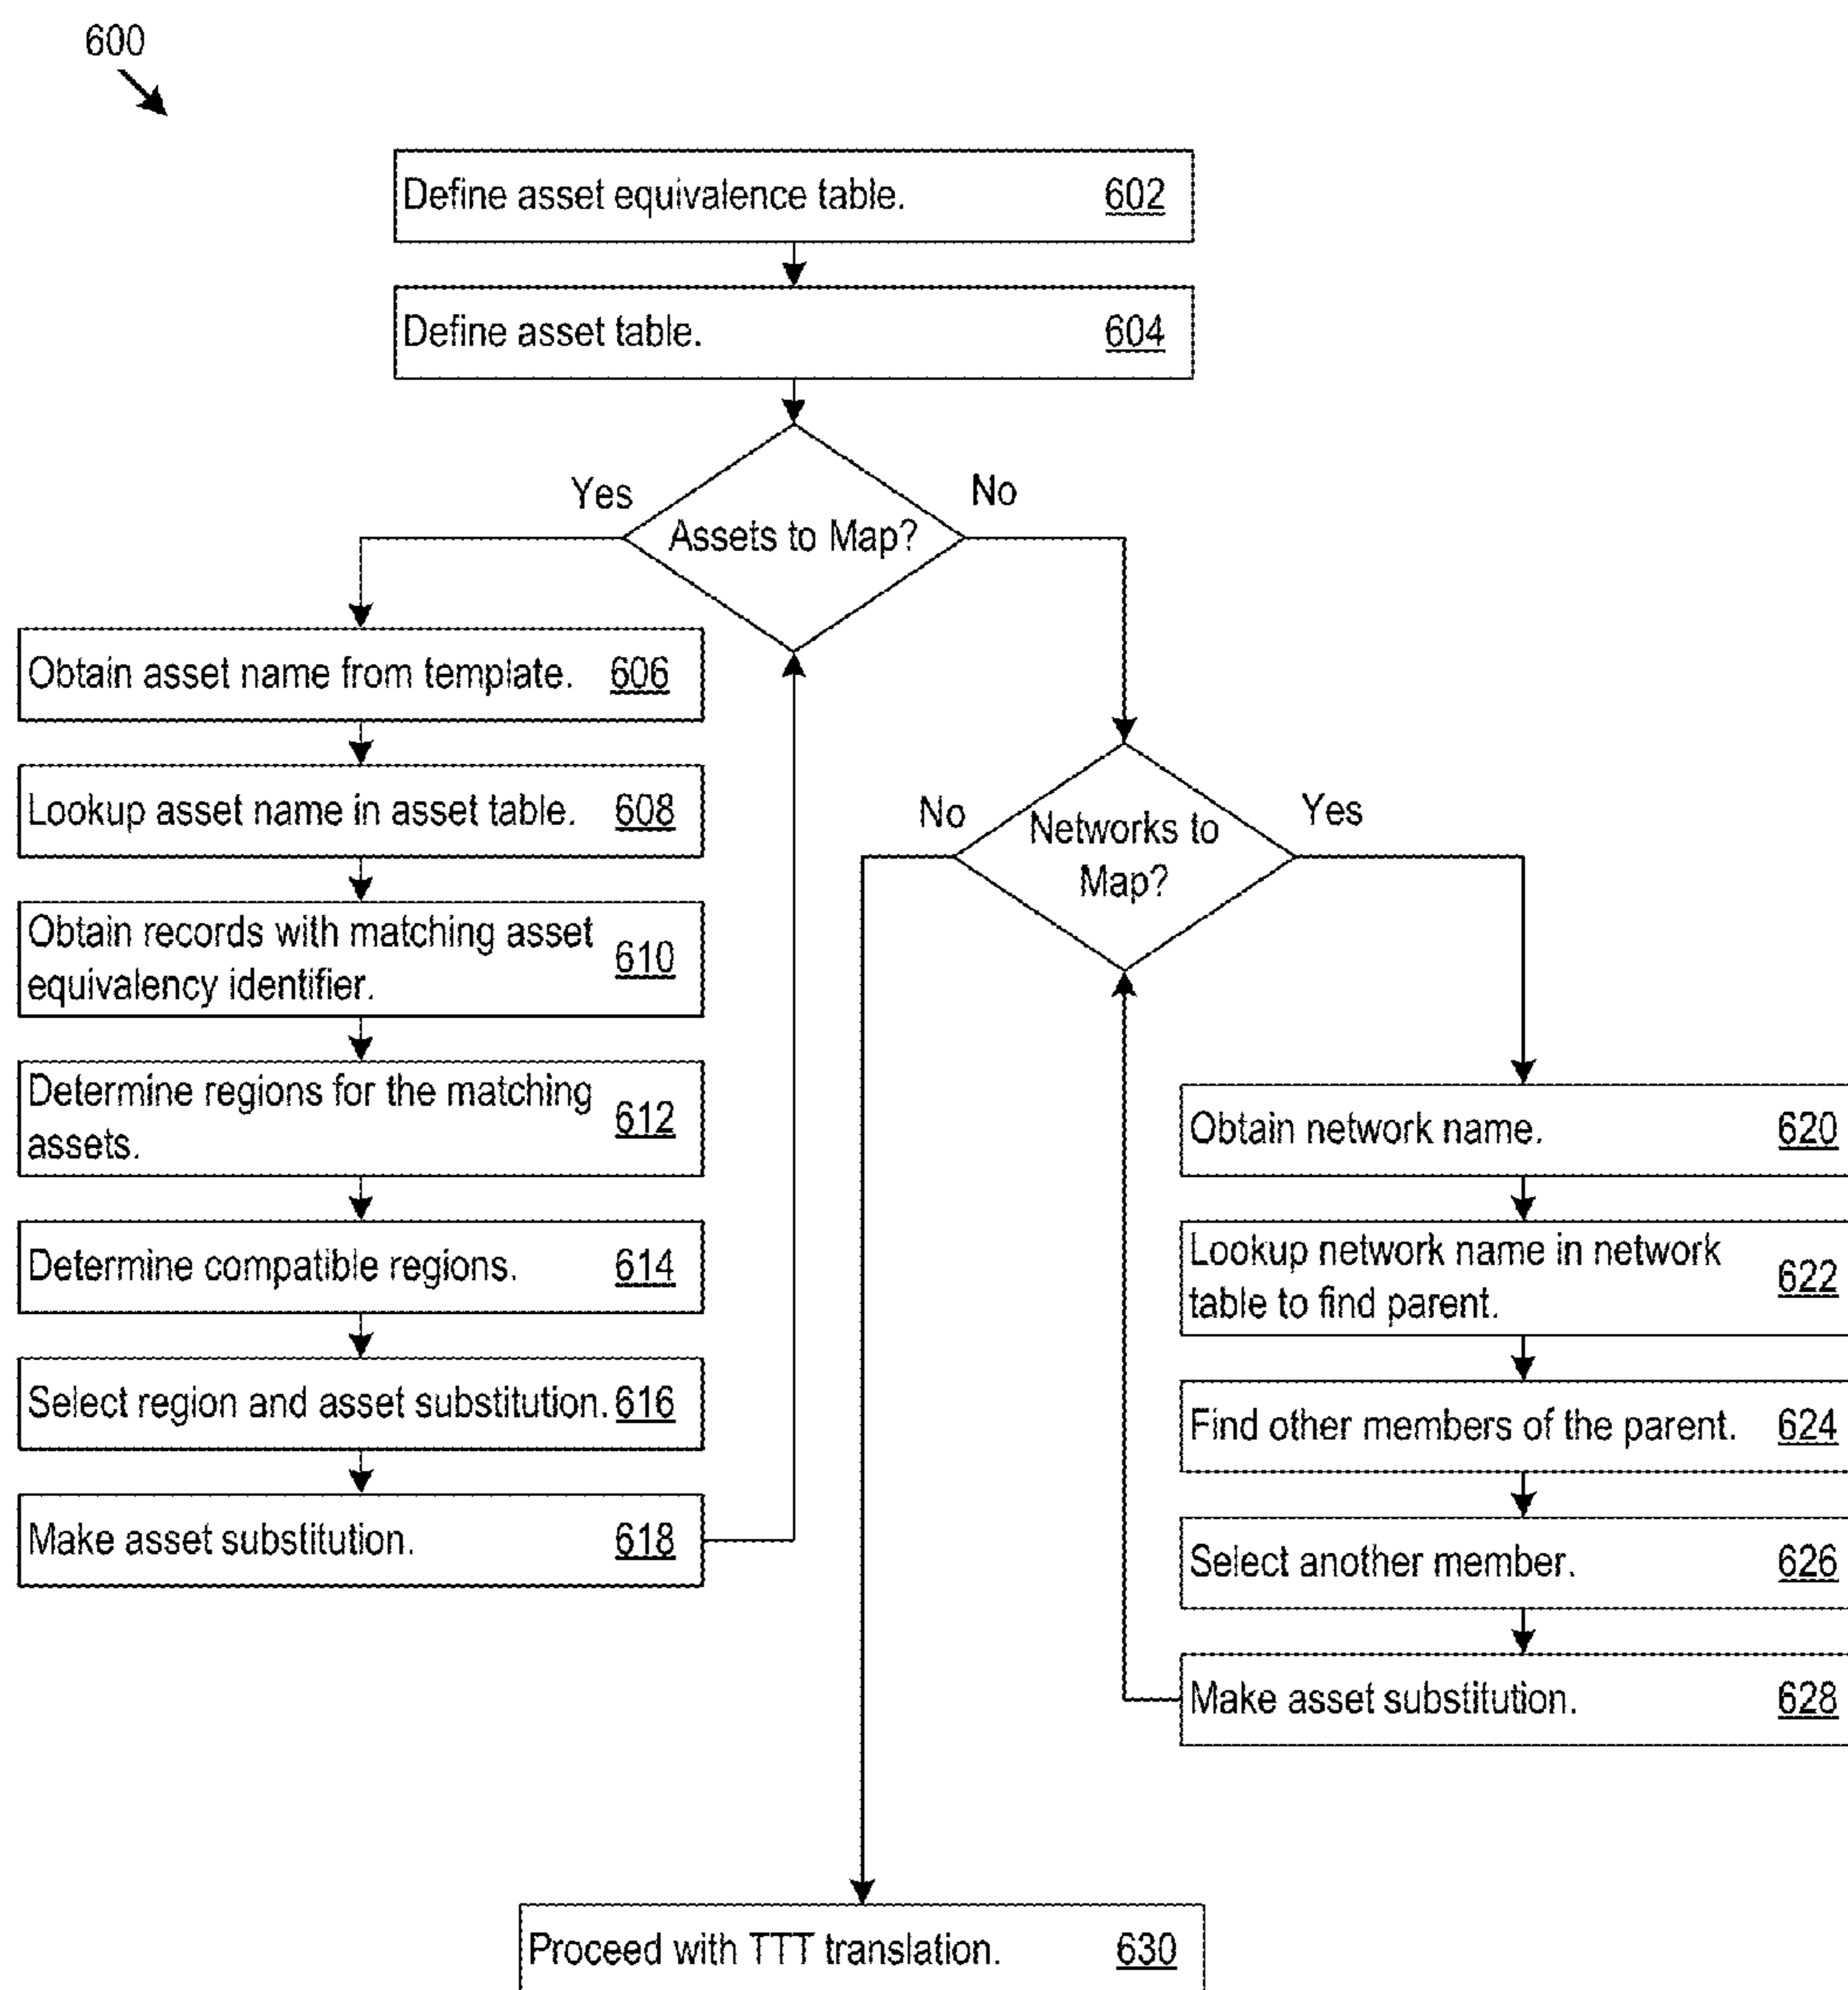 600
Define asset equivalence table. 602
Define asset table. 604
Yes
No
Assets to Map?
Obtain asset name from template. 606
Lookup asset name in asset table. 608
Obtain records with matching asset
equivalency identifier. 610
Determine regions for the matching
assets. 612
Determine compatible regions. 614
Select region and asset substitution. 616
Make asset substitution. 618
No
Yes
Networks to
Map?
Obtain network name. 620
Lookup network name in network
table to find parent. 622
Find other members of the parent. 624
Select another member. 626
Make asset substitution. 628
Proceed with TTT translation. 630